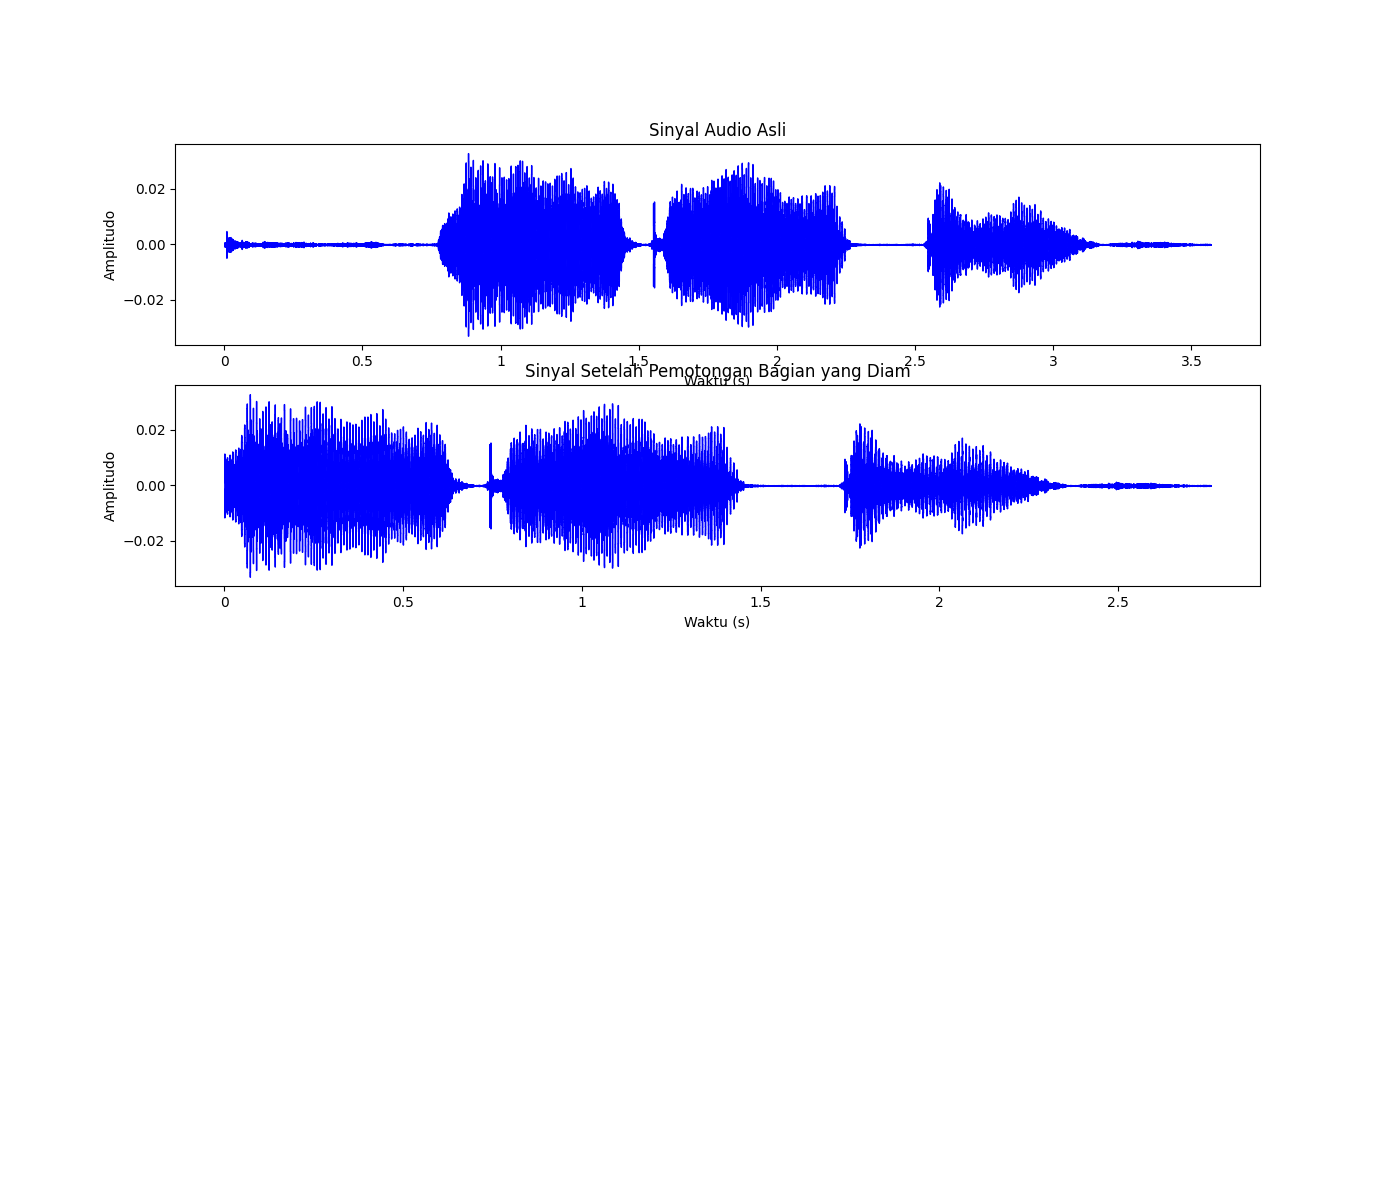 Sinyal Audio Asli
Amplitudo
0.02
0.00
−0.02
0 0.5 1 1.5 2 2.5 3 3.5
Waktu (s)
Sinyal Setelah Pemotongan Bagian yang Diam
Amplitudo
0.02
0.00
−0.02
0 0.5 1 1.5 2 2.5
Waktu (s)